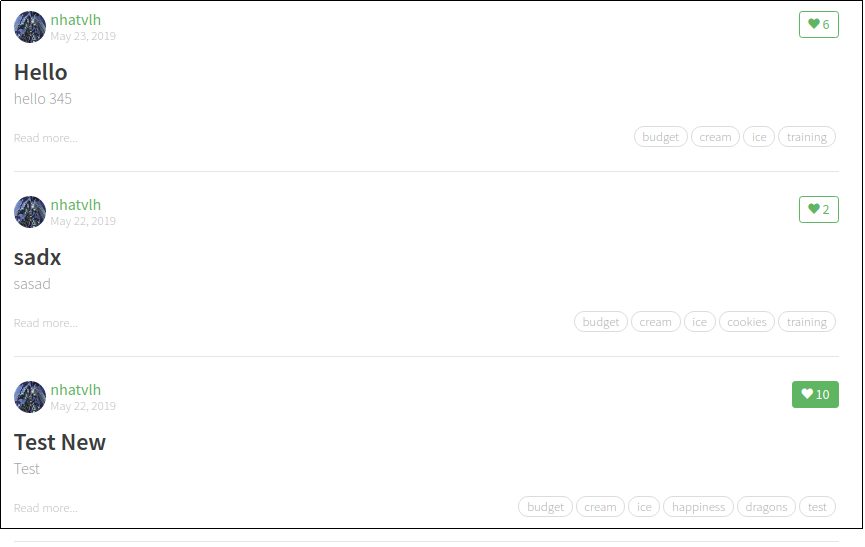 nhatvlh
May 23, 2019
6
Hello
hello 345
Read more...
budget cream ice training
nhatvlh
May 22, 2019
2
sadx
sasad
Read more...
budget cream ice cookies training
nhatvlh
May 22, 2019
10
Test New
Test
Read more...
budget cream ice happiness dragons test